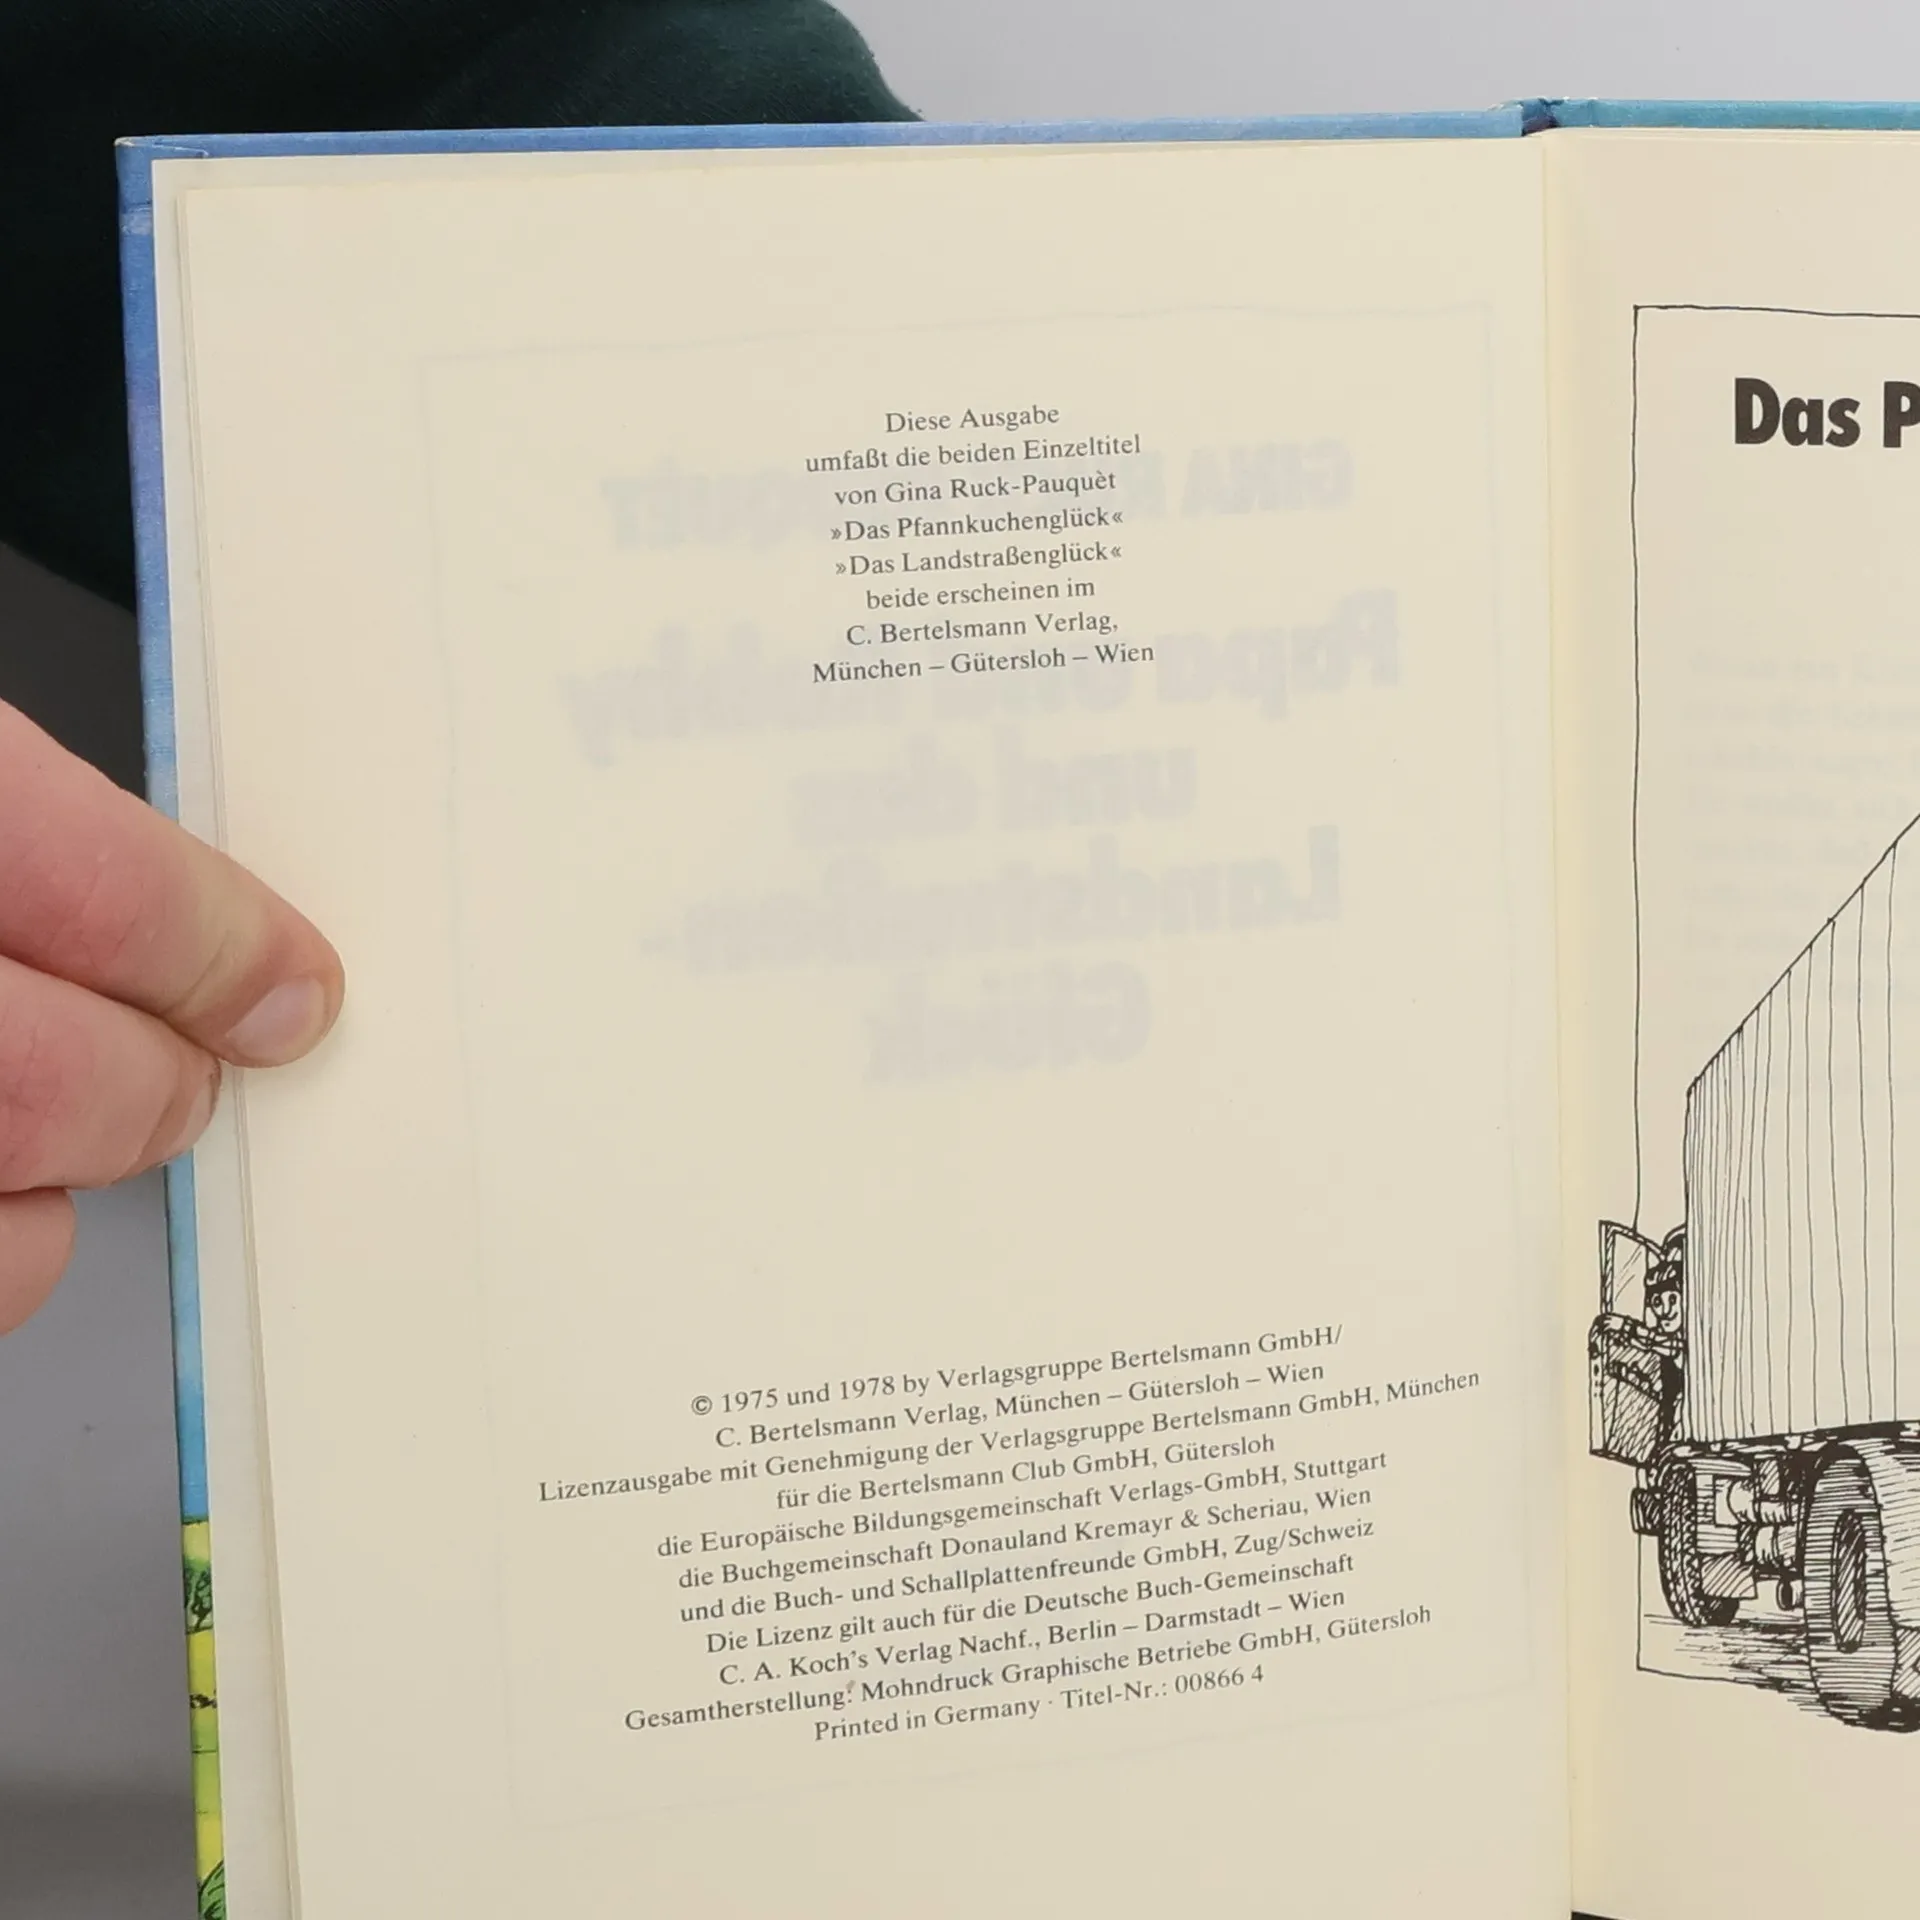 Diese Ausgabe
umfaßt die beiden Einzeltitel
von Gina Ruck-Pauquèt
»Das Pfannkuchenglück«
»Das Landstraßenglück«
beide erscheinen im
C. Bertelsmann Verlag,
München – Gütersloh – Wien
© 1975 und 1978 by Verlagsgruppe Bertelsmann GmbH/
C. Bertelsmann Verlag, München – Gütersloh – Wien
Lizenzausgabe mit Genehmigung der Verlagsgruppe Bertelsmann GmbH, München
für die Bertelsmann Club GmbH, Gütersloh
die Europäische Bildungsgemeinschaft Verlags-GmbH, Stuttgart
die Buchgemeinschaft Donauland Kremayr & Scheriau, Wien
und die Buch- und Schallplattenfreunde GmbH, Zug/Schweiz
Die Lizenz gilt auch für die Deutsche Buch-Gemeinschaft
C. A. Koch's Verlag Nachf., Berlin – Darmstadt – Wien
Gesamtherstellung: Mohndruck Graphische Betriebe GmbH, Gütersloh
Printed in Germany · Titel-Nr.: 00866 4
Das P